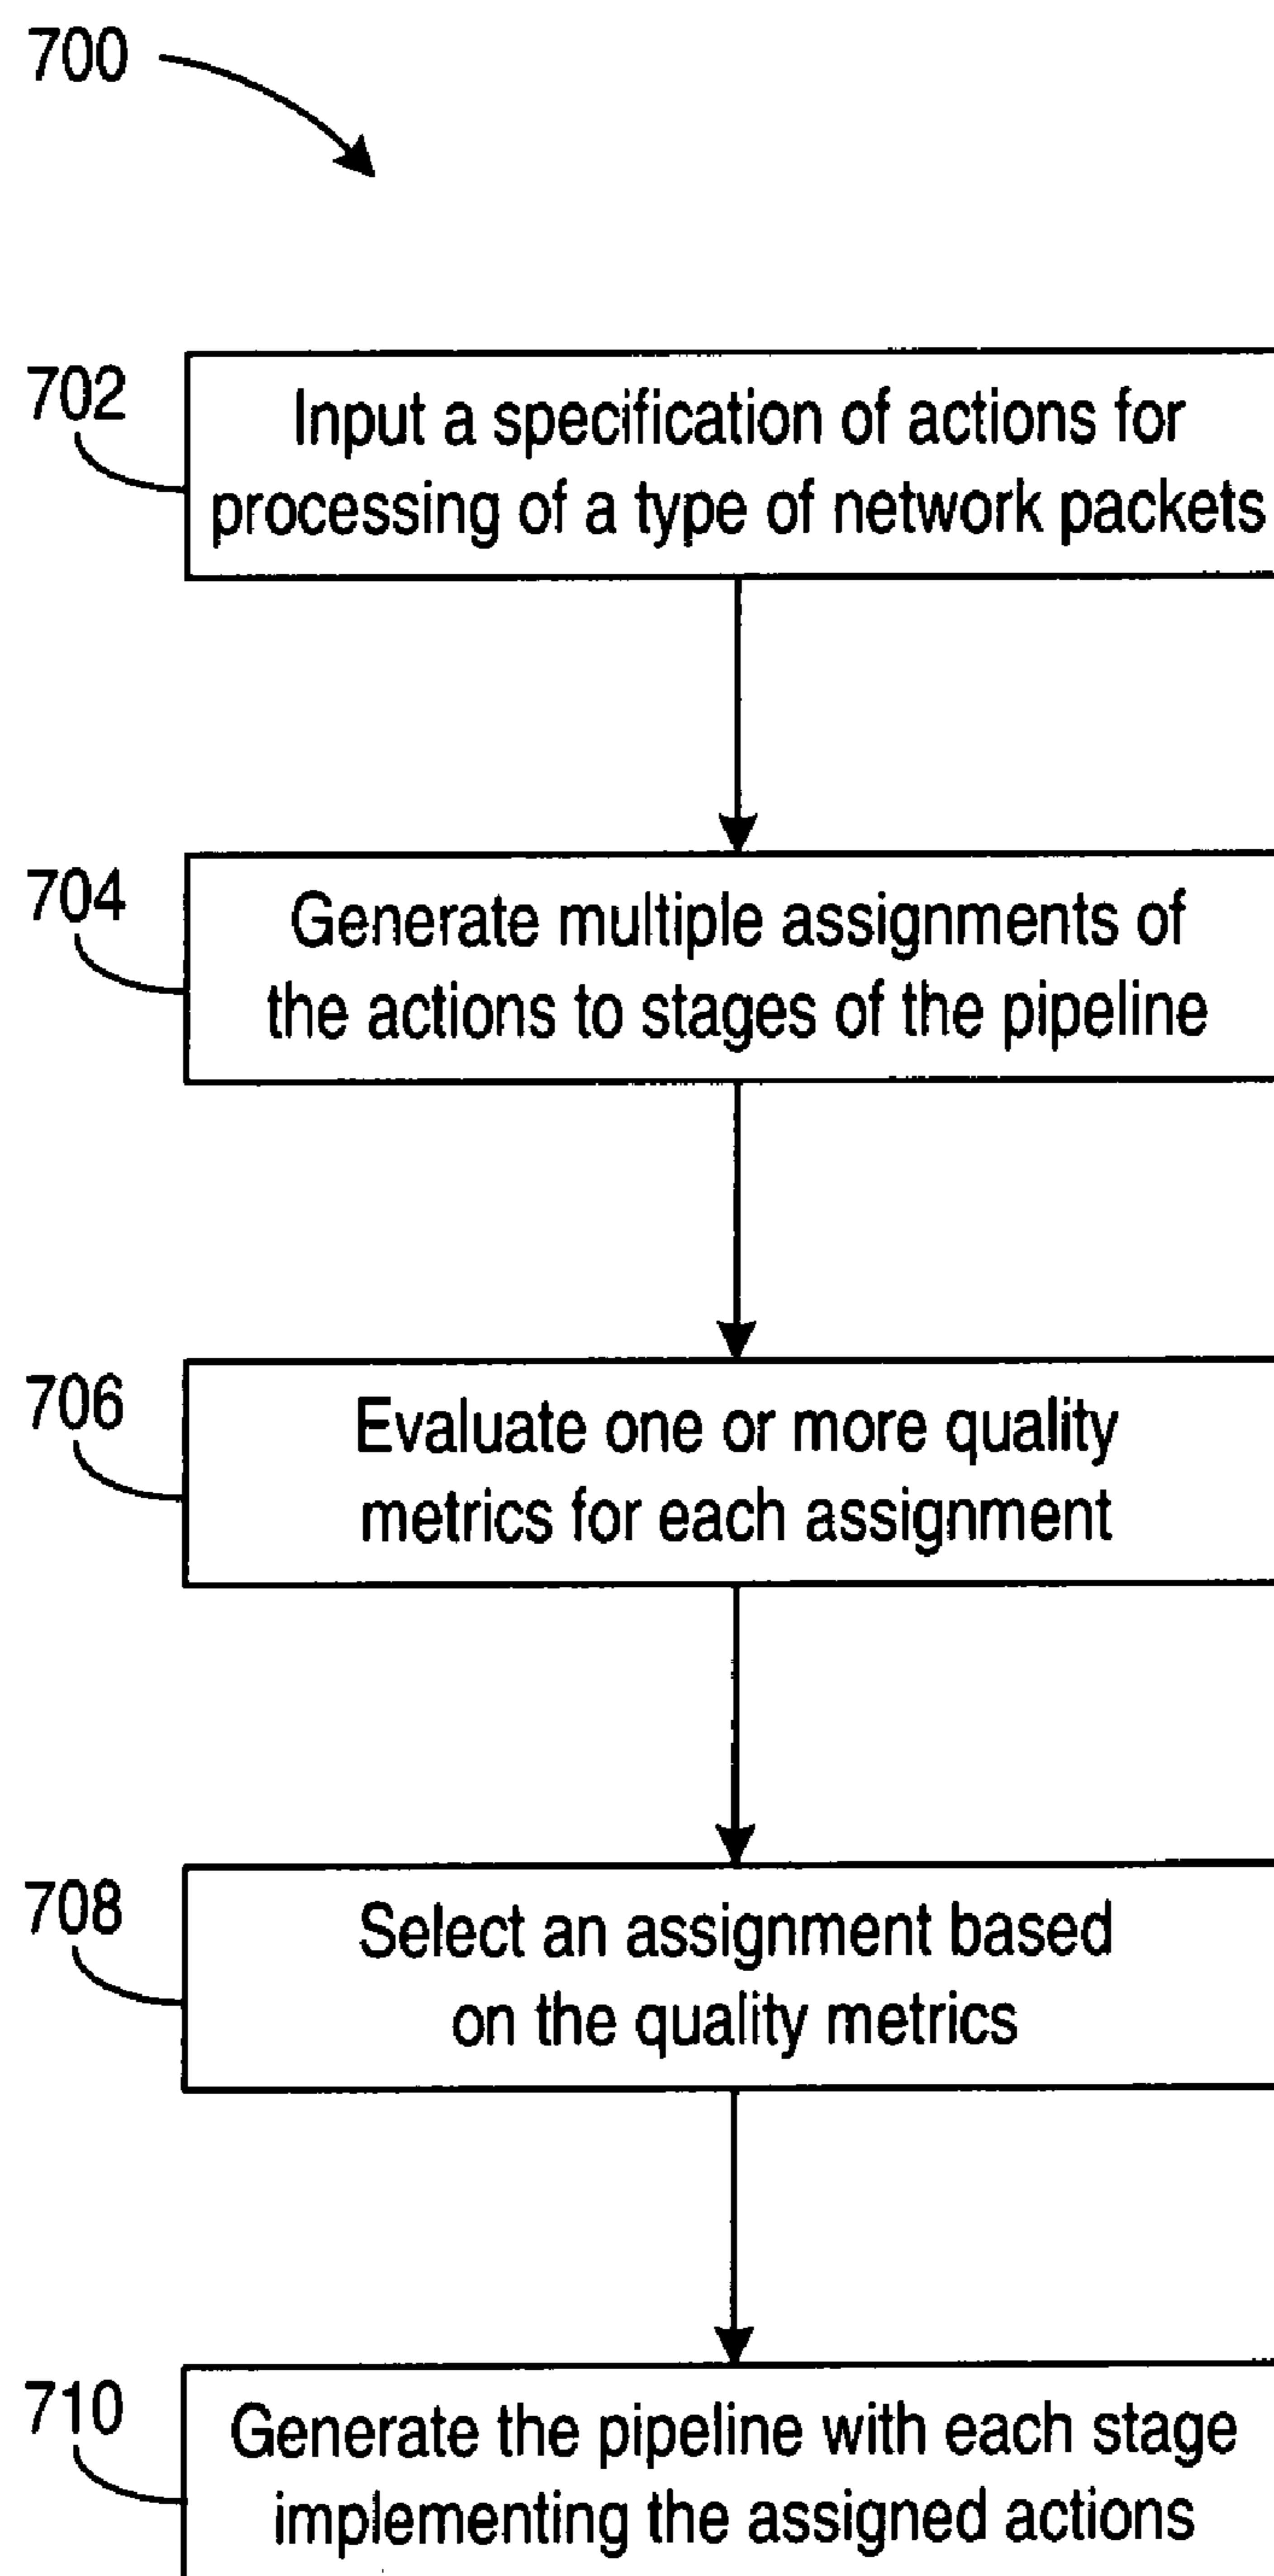 700
702
Input a specification of actions for
processing of a type of network packets
704
Generate multiple assignments of
the actions to stages of the pipeline
706
Evaluate one or more quality
metrics for each assignment
708
Select an assignment based
on the quality metrics
710
Generate the pipeline with each stage
implementing the assigned actions